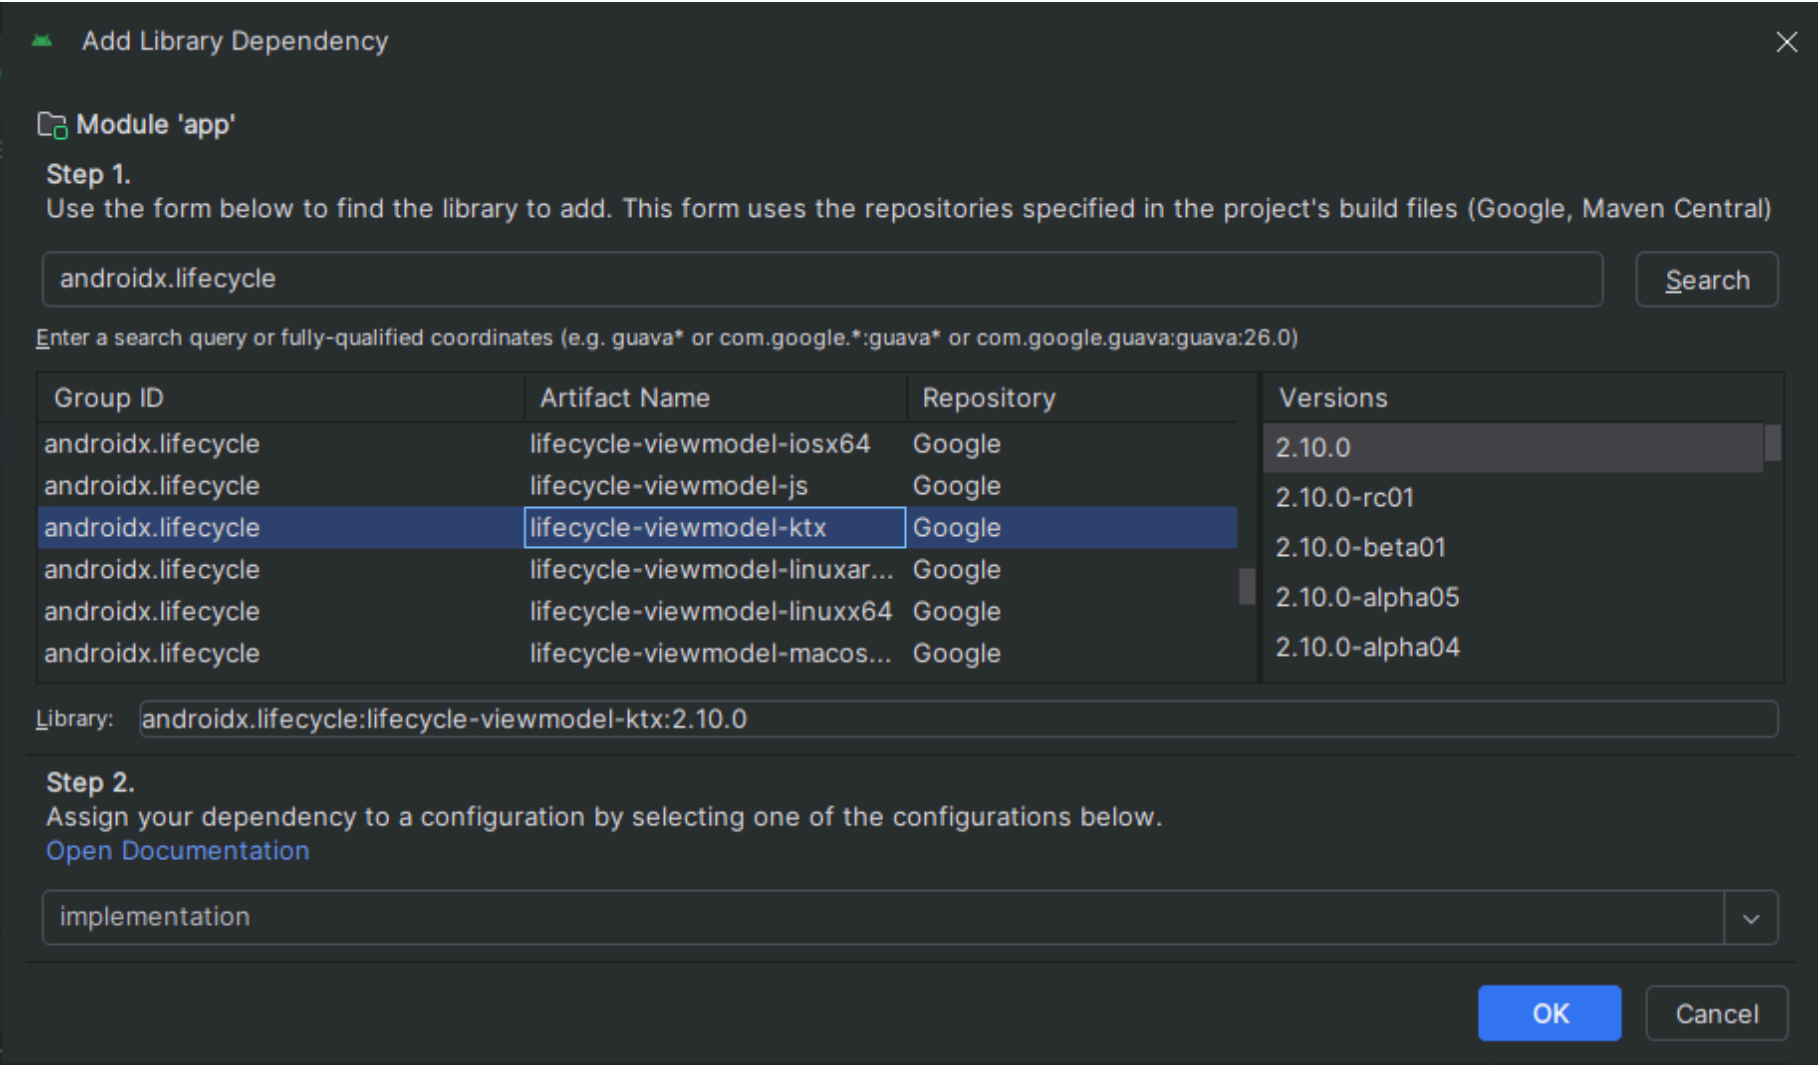 Add Library Dependency
Module 'app'
Step 1.
Use the form below to find the library to add. This form uses the repositories specified in the project's build files (Google, Maven Central)
androidx.lifecycle
Search
Enter a search query or fully-qualified coordinates (e.g. guava* or com.google.*:guava* or com.google.guava:guava:26.0)
Group ID Artifact Name Repository Versions
androidx.lifecycle lifecycle-viewmodel-iosx64 Google 2.10.0
androidx.lifecycle lifecycle-viewmodel-js Google 2.10.0-rc01
androidx.lifecycle lifecycle-viewmodel-ktx Google 2.10.0-beta01
androidx.lifecycle lifecycle-viewmodel-linuxar... Google 2.10.0-alpha05
androidx.lifecycle lifecycle-viewmodel-linuxx64 Google 2.10.0-alpha04
androidx.lifecycle lifecycle-viewmodel-macos... Google
Library: androidx.lifecycle:lifecycle-viewmodel-ktx:2.10.0
Step 2.
Assign your dependency to a configuration by selecting one of the configurations below.
Open Documentation
implementation
OK Cancel